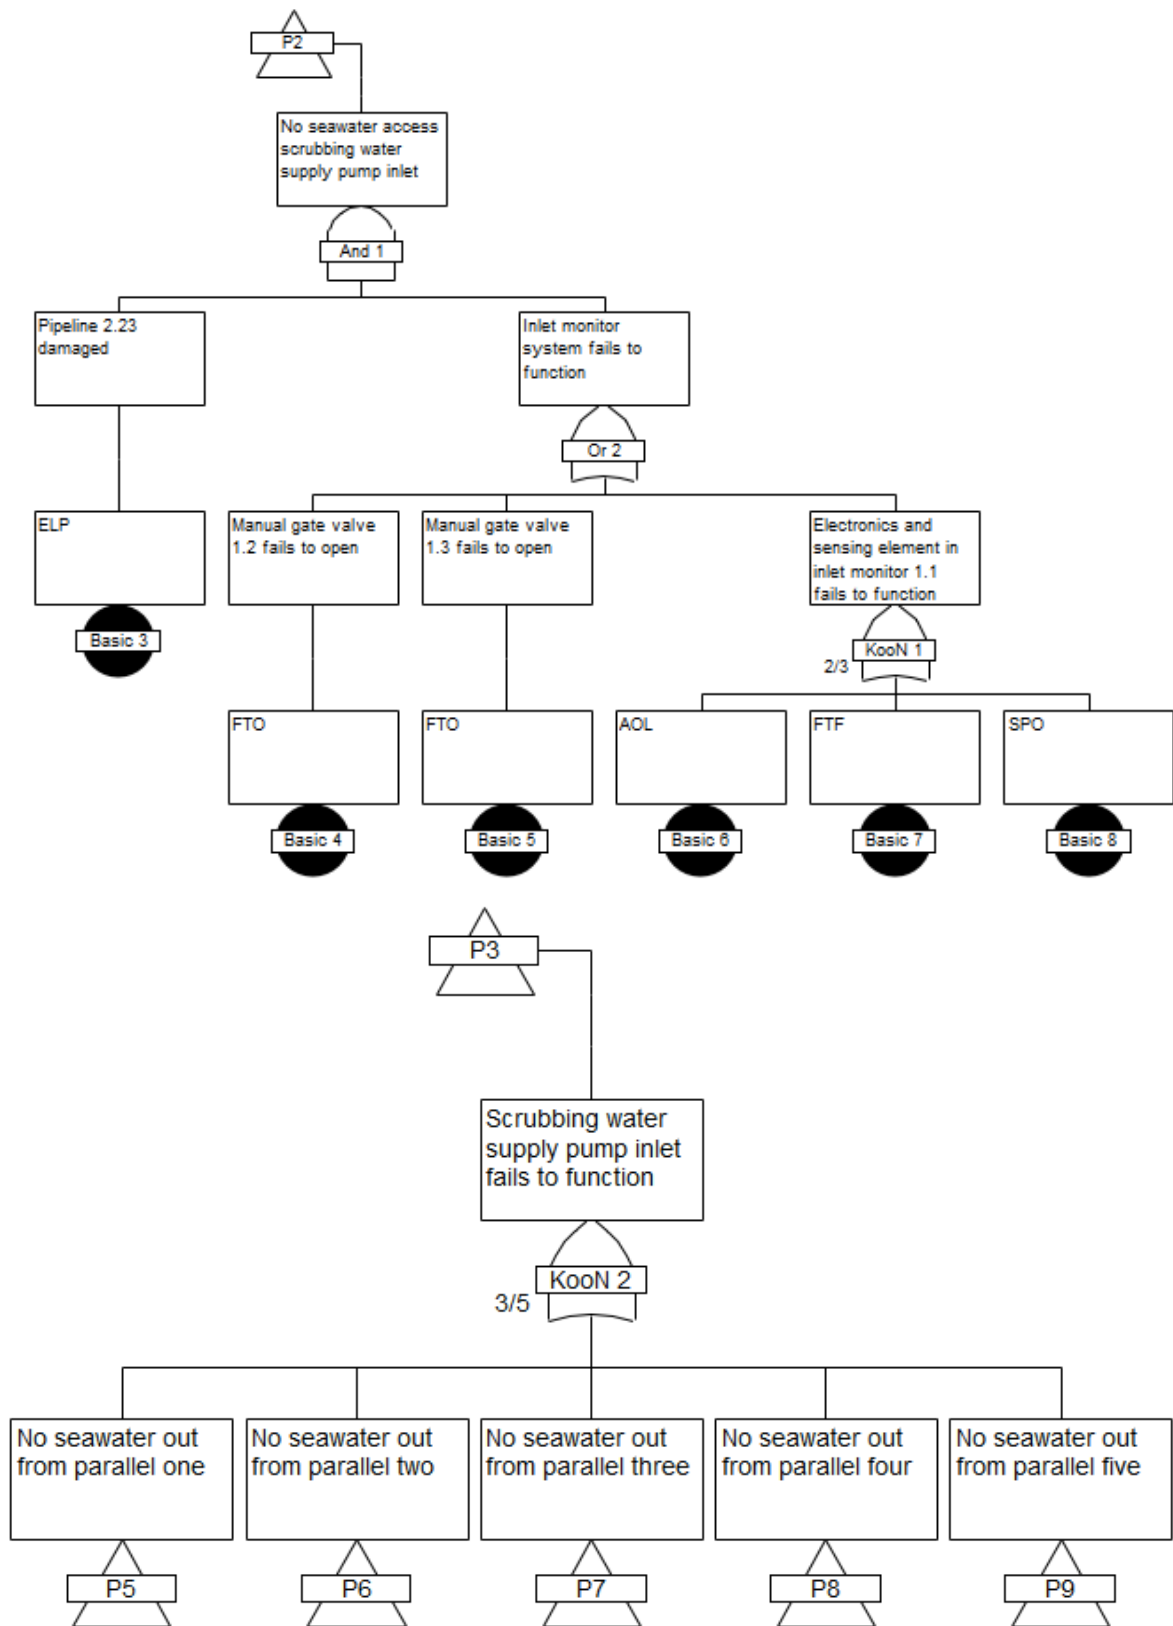 P2
No seawater access
scrubbing water
supply pump inlet
And 1
Pipeline 2.23
damaged
Inlet monitor
system fails to
function
Or 2
ELP
Manual gate valve
1.2 fails to open
Manual gate valve
1.3 fails to open
Electronics and
sensing element in
inlet monitor 1.1
fails to function
Basic 3
KooN 1
2/3
FTO
FTO
AOL
FTF
SPO
Basic 4
Basic 5
Basic 6
Basic 7
Basic 8
P3
Scrubbing water
supply pump inlet
fails to function
KooN 2
3/5
No seawater out
from parallel one
No seawater out
from parallel two
No seawater out
from parallel three
No seawater out
from parallel four
No seawater out
from parallel five
P5
P6
P7
P8
P9